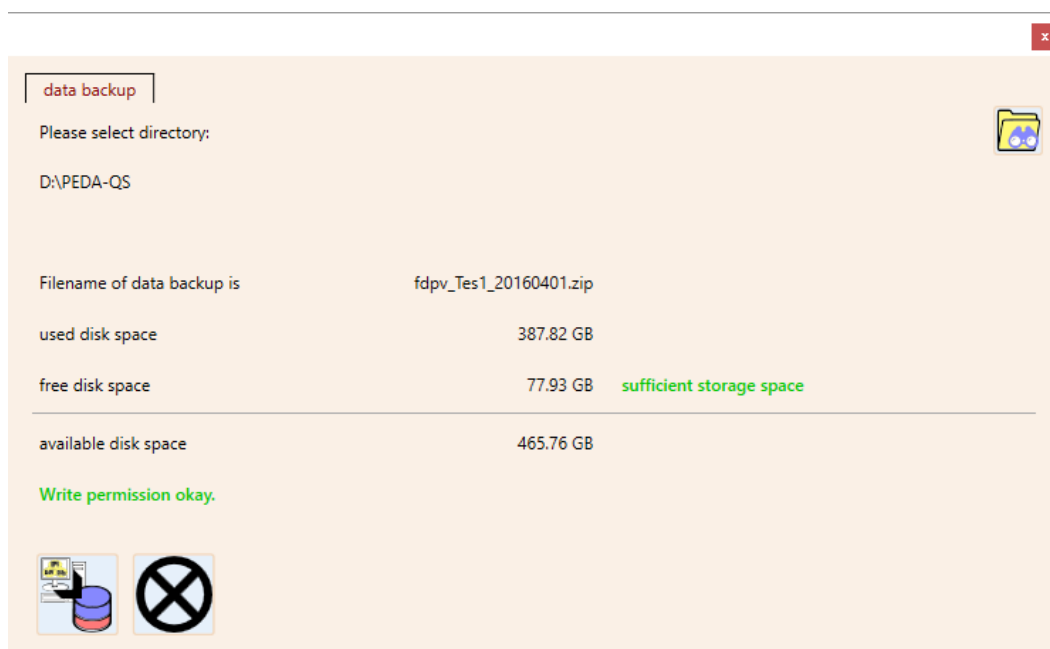 x
data backup
Please select directory:
D:\PEDA-QS
Filename of data backup is fdpv_Tes1_20160401.zip
used disk space 387.82 GB
free disk space 77.93 GB sufficient storage space
available disk space 465.76 GB
Write permission okay.